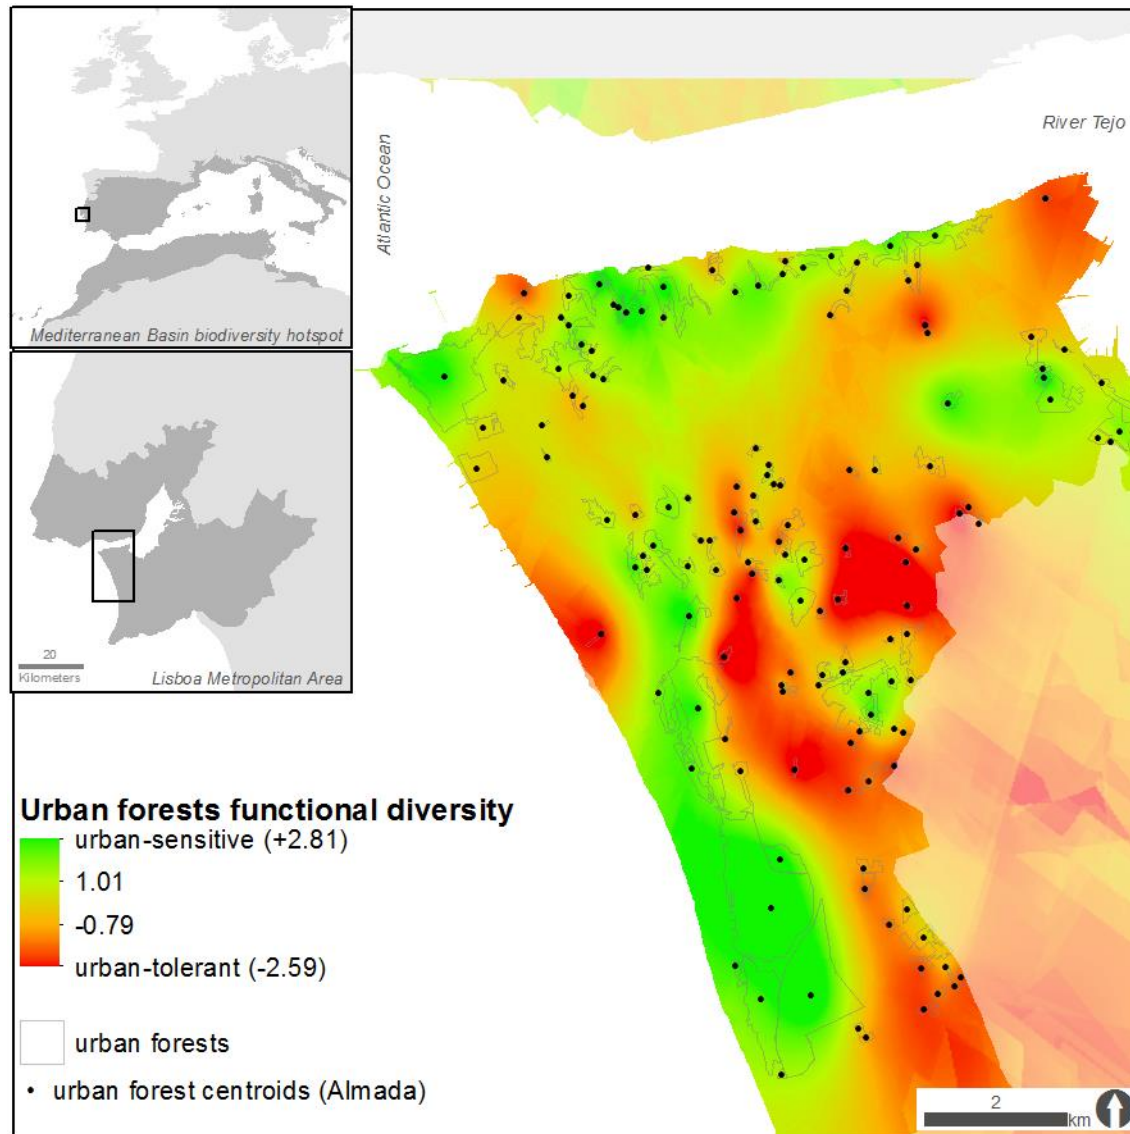 Mediterranean Basin biodiversity hotspot
20
Kilometers
Lisboa Metropolitan Area
Atlantic Ocean
River Tejo
Urban forests functional diversity
urban-sensitive (+2.81)
1.01
-0.79
urban-tolerant (-2.59)
urban forests
urban forest centroids (Almada)
2
km